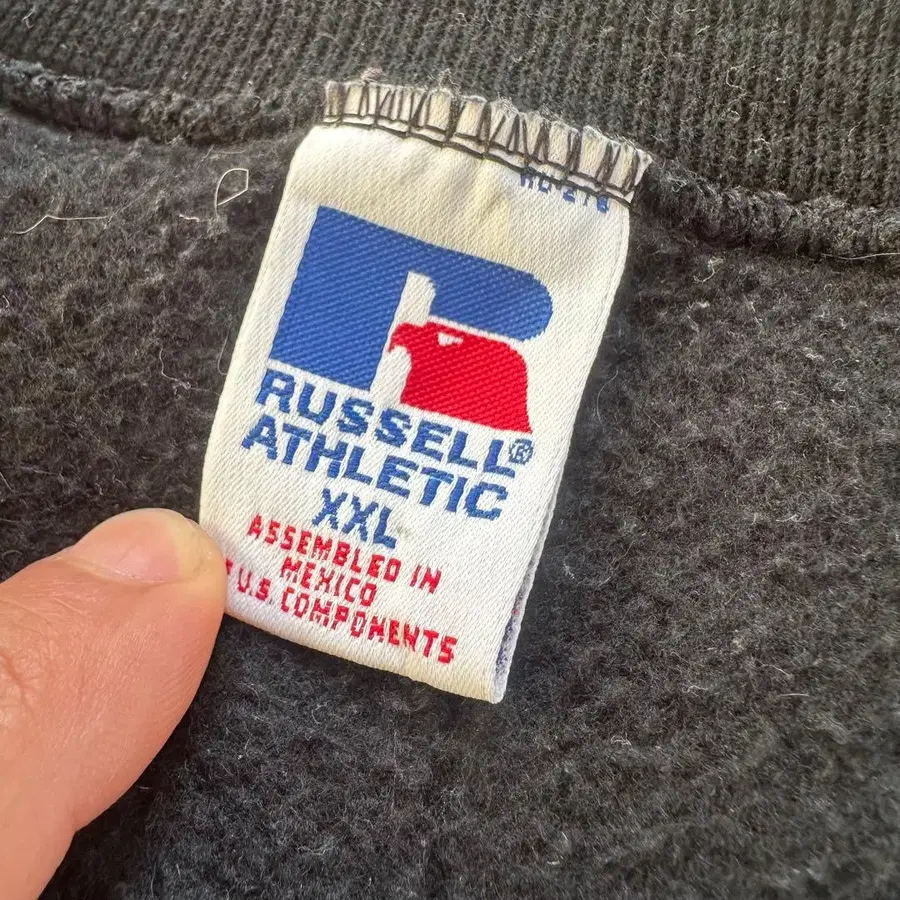 RUSSELL®
ATHLETIC
XXL
ASSEMBLED IN
MEXICO
U.S. COMPONENTS